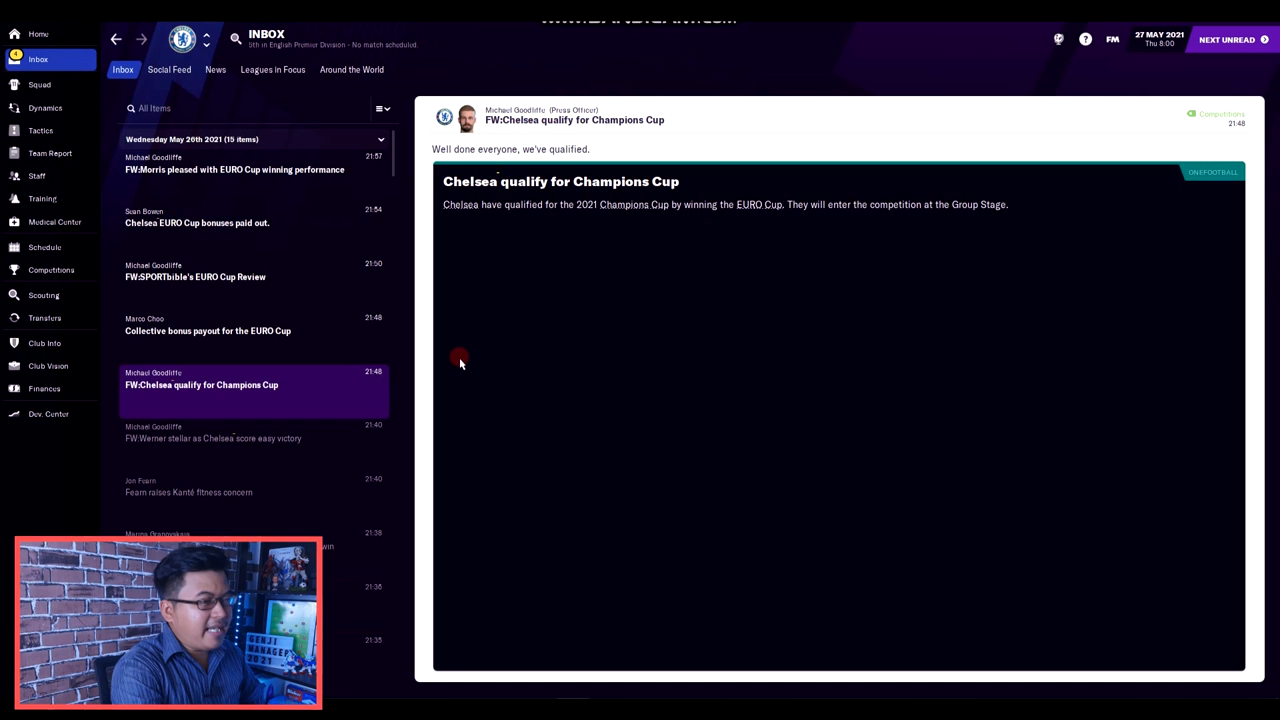 Home
4
Inbox
Squad
Dynamics
Tactics
Team Report
Staff
Training
Medical Center
Schedule
Competitions
Scouting
Transfers
Club Info
Club Vision
Finances
Dev. Center
INBOX
5th in English Premier Division - No match scheduled.
FM
27 MAY 2021
Thu 8:00
NEXT UNREAD
Inbox
Social Feed
News
Leagues in Focus
Around the World
All Items
Wednesday May 26th 2021 (15 items)
Michael Goodliffe 21:57
FW:Morris pleased with EURO Cup winning performance
Sean Bowen 21:54
Chelsea EURO Cup bonuses paid out.
Michael Goodliffe 21:50
FW:SPORTbible's EURO Cup Review
Marco Choo 21:48
Collective bonus payout for the EURO Cup
Michael Goodliffe 21:48
FW:Chelsea qualify for Champions Cup
Michael Goodliffe 21:40
FW:Werner stellar as Chelsea score easy victory
Jon Fearn 21:40
Fearn raises Kanté fitness concern
Marina Granovskaia 21:38
win
21:36
21:35
Michael Goodliffe (Press Officer)
FW:Chelsea qualify for Champions Cup
Competitions
21:48
Well done everyone, we've qualified.
ONEFOOTBALL
Chelsea qualify for Champions Cup
Chelsea have qualified for the 2021 Champions Cup by winning the EURO Cup. They will enter the competition at the Group Stage.
GENJI
MANAGER
2021